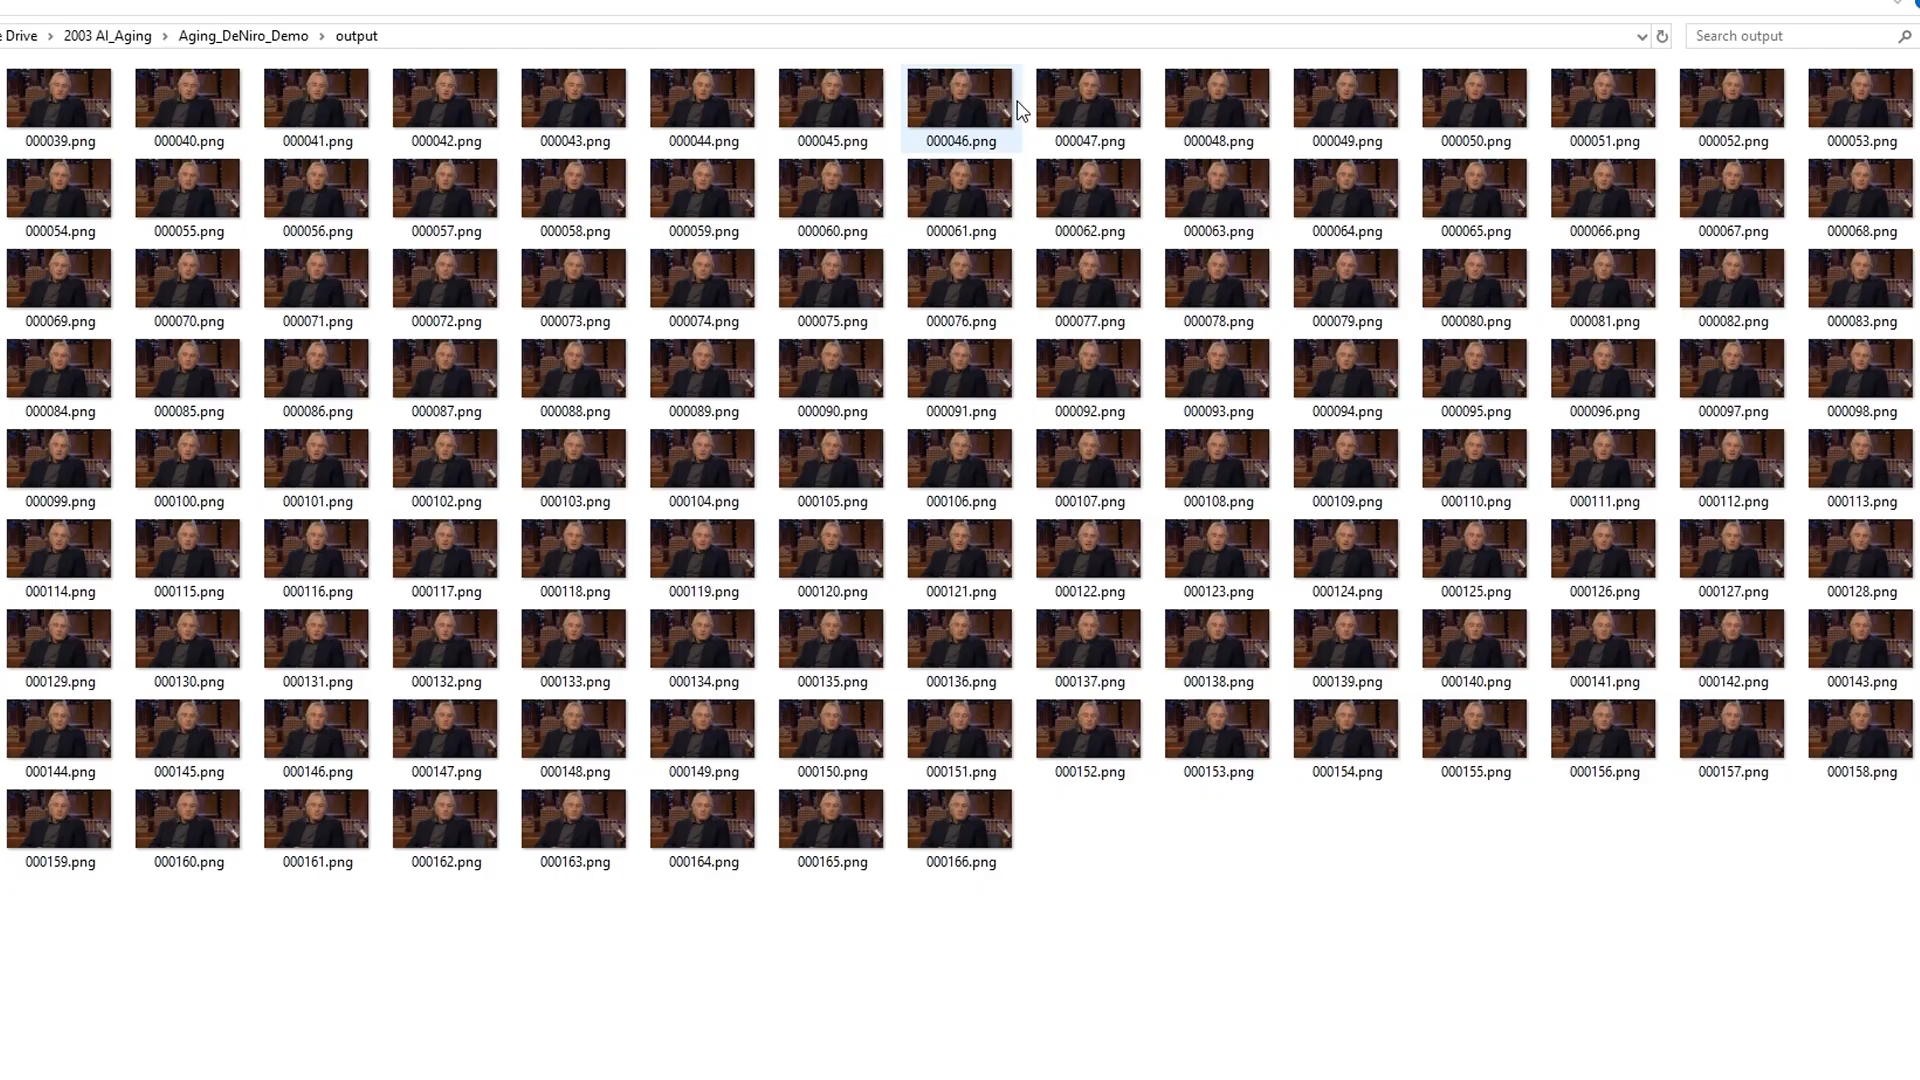 e Drive › 2003 AI_Aging › Aging_DeNiro_Demo › output Search output
000039.png 000040.png 000041.png 000042.png 000043.png 000044.png 000045.png 000046.png 000047.png 000048.png 000049.png 000050.png 000051.png 000052.png 000053.png
000054.png 000055.png 000056.png 000057.png 000058.png 000059.png 000060.png 000061.png 000062.png 000063.png 000064.png 000065.png 000066.png 000067.png 000068.png
000069.png 000070.png 000071.png 000072.png 000073.png 000074.png 000075.png 000076.png 000077.png 000078.png 000079.png 000080.png 000081.png 000082.png 000083.png
000084.png 000085.png 000086.png 000087.png 000088.png 000089.png 000090.png 000091.png 000092.png 000093.png 000094.png 000095.png 000096.png 000097.png 000098.png
000099.png 000100.png 000101.png 000102.png 000103.png 000104.png 000105.png 000106.png 000107.png 000108.png 000109.png 000110.png 000111.png 000112.png 000113.png
000114.png 000115.png 000116.png 000117.png 000118.png 000119.png 000120.png 000121.png 000122.png 000123.png 000124.png 000125.png 000126.png 000127.png 000128.png
000129.png 000130.png 000131.png 000132.png 000133.png 000134.png 000135.png 000136.png 000137.png 000138.png 000139.png 000140.png 000141.png 000142.png 000143.png
000144.png 000145.png 000146.png 000147.png 000148.png 000149.png 000150.png 000151.png 000152.png 000153.png 000154.png 000155.png 000156.png 000157.png 000158.png
000159.png 000160.png 000161.png 000162.png 000163.png 000164.png 000165.png 000166.png